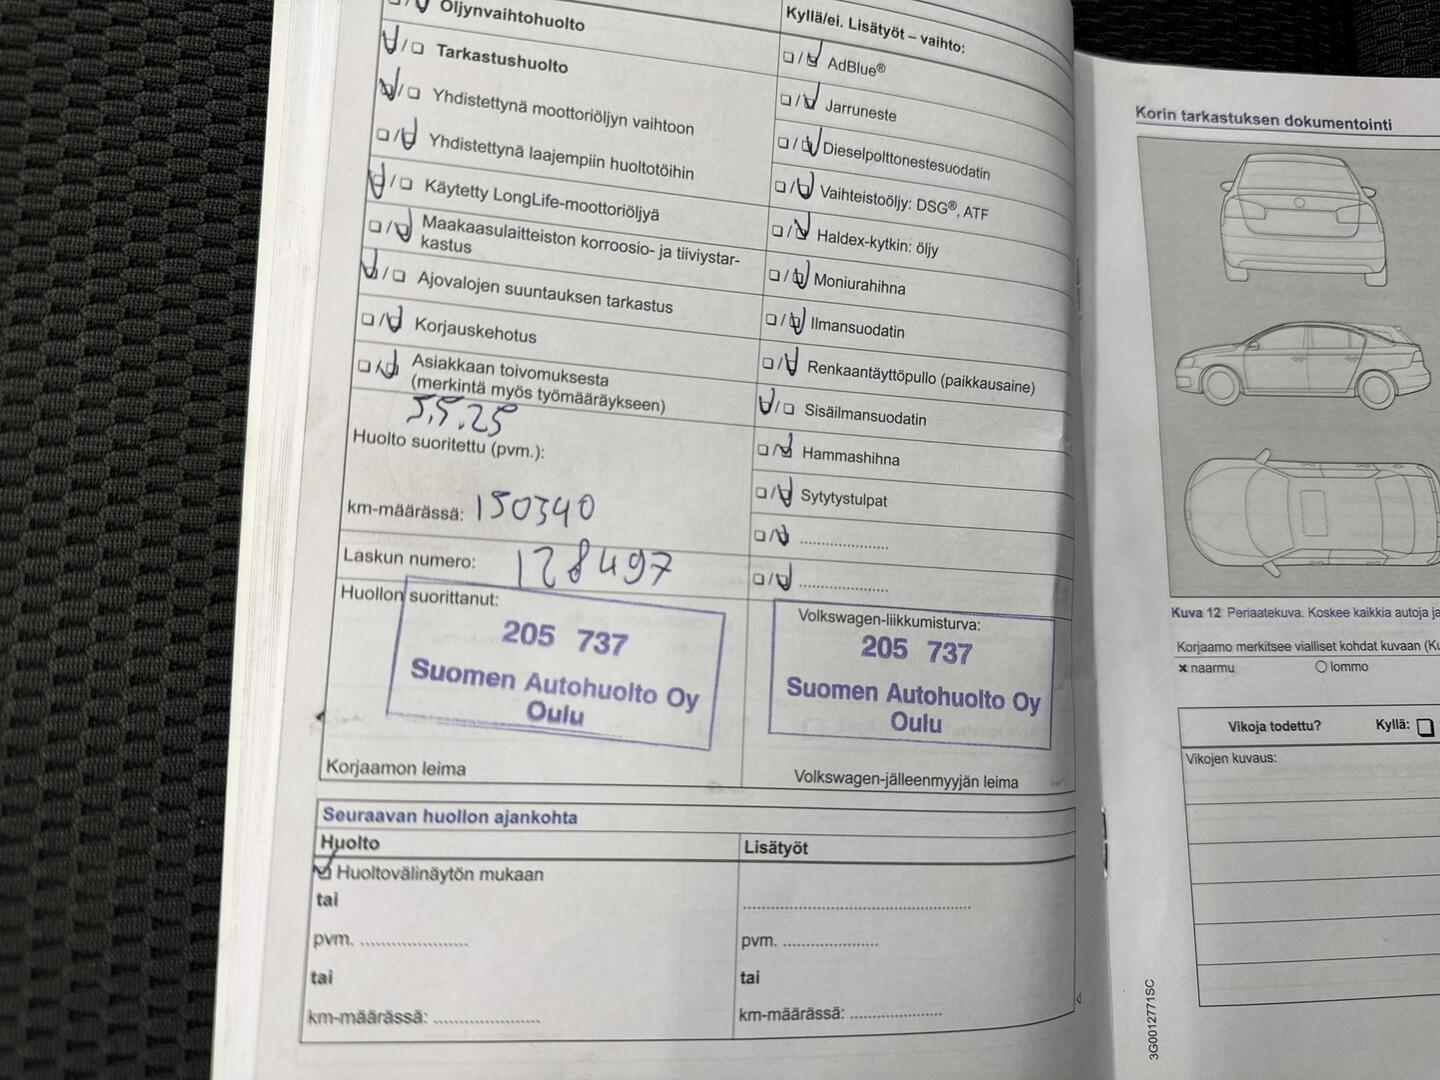 Öljynvaihtohuolto
Tarkastushuolto
Yhdistettynä moottoriöljyn vaihtoon
Yhdistettynä laajempiin huoltotöihin
Käytetty LongLife-moottoriöljyä
Maakaasulaitteiston korroosio- ja tiiviystar-
kastus
Ajovalojen suuntauksen tarkastus
Korjauskehotus
Asiakkaan toivomuksesta
(merkintä myös työmääräykseen)
5.5.25
Huolto suoritettu (pvm.):
km-määrässä: 150340
Laskun numero: 128497
Huollon suorittanut:
205 737
Suomen Autohuolto Oy
Oulu
Korjaamon leima
Kyllä/ei. Lisätyöt – vaihto:
AdBlue®
Jarruneste
Dieselpolttonestesuodatin
Vaihteistoöljy: DSG®, ATF
Haldex-kytkin: öljy
Moniurahihna
Ilmansuodatin
Renkaantäyttöpullo (paikkausaine)
Sisäilmansuodatin
Hammashihna
Sytytystulpat
Volkswagen-liikkumisturva:
205 737
Suomen Autohuolto Oy
Oulu
Volkswagen-jälleenmyyjän leima
Seuraavan huollon ajankohta
Huolto
Huoltovälinäytön mukaan
tai
pvm. ....................
tai
km-määrässä: ....................
Lisätyöt
pvm. ....................
tai
km-määrässä: ....................
Korin tarkastuksen dokumentointi
Kuva 12 Periaatekuva. Koskee kaikkia autoja ja
Korjaamo merkitsee vialliset kohdat kuvaan
naarmu
lommo
Vikoja todettu? Kyllä:
Vikojen kuvaus:
3G0012771SC